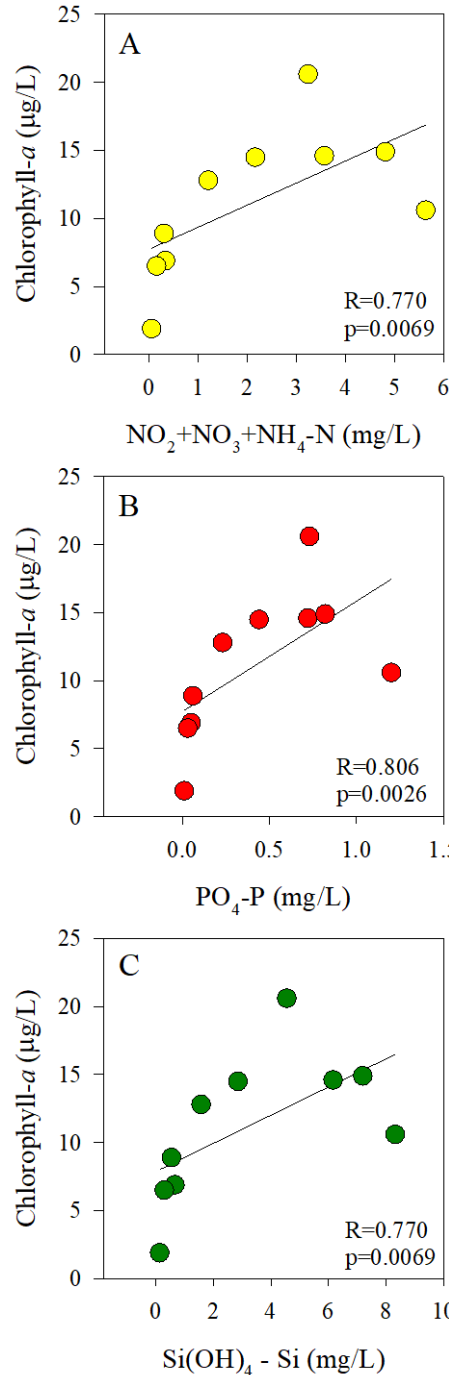 A
Chlorophyll-a (µg/L)
25
20
15
10
5
0
R=0.770
p=0.0069
0 1 2 3 4 5 6
NO₂+NO₃+NH₄-N (mg/L)
B
Chlorophyll-a (µg/L)
25
20
15
10
5
0
R=0.806
p=0.0026
0.0 0.5 1.0 1.5
PO₄-P (mg/L)
C
Chlorophyll-a (µg/L)
25
20
15
10
5
0
R=0.770
p=0.0069
0 2 4 6 8 10
Si(OH)₄ - Si (mg/L)